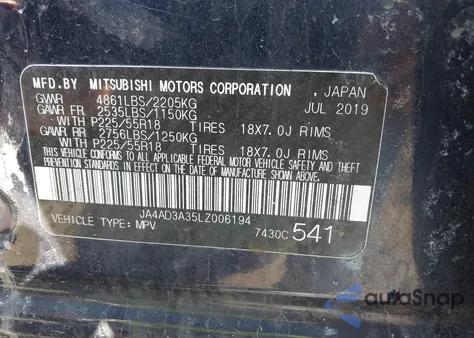 MFD.BY MITSUBISHI MOTORS CORPORATION , JAPAN
GVWR 4861LBS/2205KG JUL 2019
GAWR FR 2535LBS/1150KG
WITH P225/55R18 TIRES 18X7.0J RIMS
GAWR RR 2756LBS/1250KG
WITH P225/55R18 TIRES 18X7.0J RIMS
THIS VEHICLE CONFORMS TO ALL APPLICABLE FEDERAL MOTOR VEHICLE SAFETY AND THEFT
PREVENTION STANDARDS IN EFFECT ON THE DATE OF MANUFACTURE SHOWN ABOVE.
JA4AD3A35LZ006194
VEHICLE TYPE: MPV 7430C 541
autoSnap